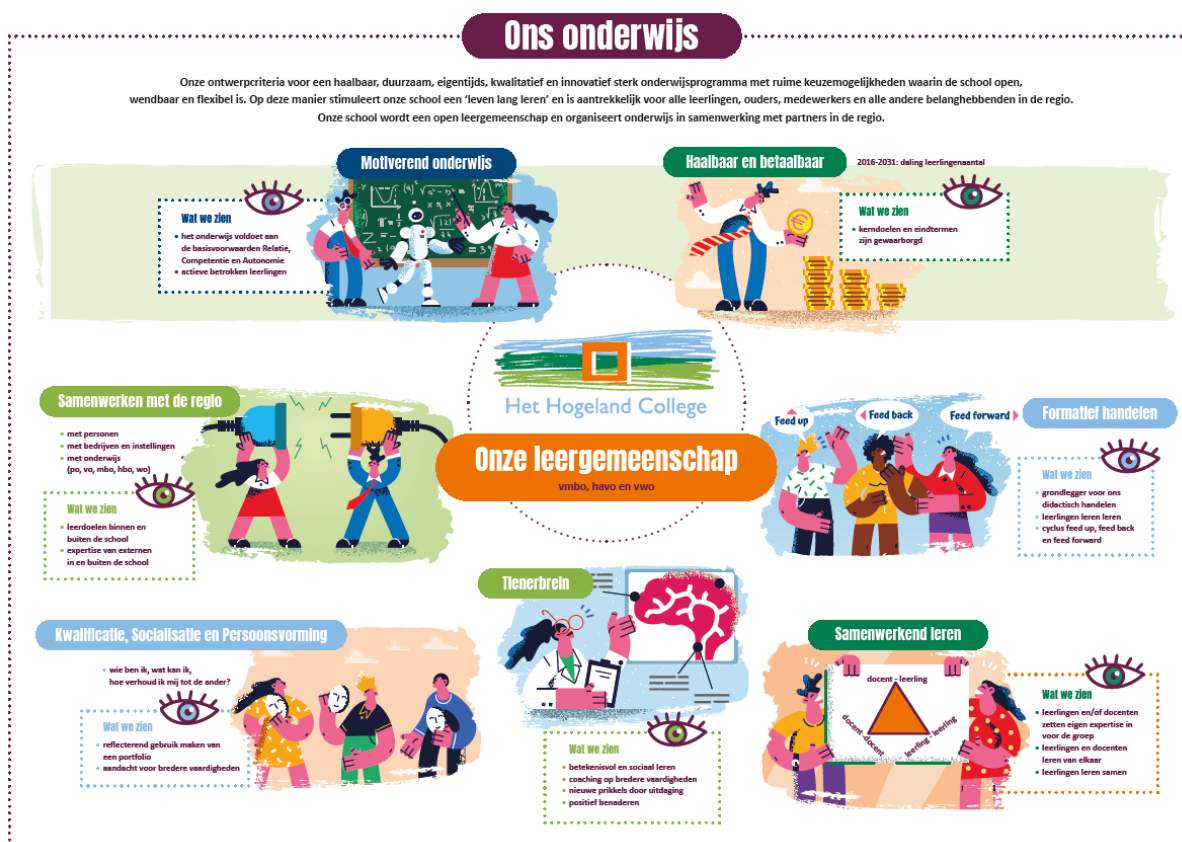 Ons onderwijs
Onze ontwerpcriteria voor een haalbaar, duurzaam, eigentijds, kwalitatief en innovatief sterk onderwijsprogramma met ruime keuzemogelijkheden waarin de school open,
wendbaar en flexibel is. Op deze manier stimuleert onze school een ‘leven lang leren’ en is aantrekkelijk voor alle leerlingen, ouders, medewerkers en alle andere belanghebbenden in de regio.
Onze school wordt een open leergemeenschap en organiseert onderwijs in samenwerking met partners in de regio.
Motiverend onderwijs
Wat we zien
• het onderwijs voldoet aan
de basisvoorwaarden Relatie,
Competentie en Autonomie
• actieve betrokken leerlingen
Haalbaar en betaalbaar
2016-2031: daling leerlingenaantal
Wat we zien
• kerndoelen en eindtermen
zijn gewaarborgd
Het Hogeland College
Onze leergemeenschap
vmbo, havo en vwo
Samenwerken met de regio
• met personen
• met bedrijven en instellingen
• met onderwijs
(po, vo, mbo, hbo, wo)
Wat we zien
• leerdoelen binnen en
buiten de school
• expertise van externen
in en buiten de school
Feed up
Feed back
Feed forward
Formatief handelen
Wat we zien
• grondlegger voor ons
didactisch handelen
• leerlingen leren leren
• cyclus feed up, feed back
en feed forward
Kwalificatie, Socialisatie en Persoonsvorming
• wie ben ik, wat kan ik,
hoe verhoud ik mij tot de ander?
Wat we zien
• reflecterend gebruik maken van
een portfolio
• aandacht voor bredere vaardigheden
Tienerbrein
Wat we zien
• betekenisvol en sociaal leren
• coaching op bredere vaardigheden
• nieuwe prikkels door uitdaging
• positief benaderen
Samenwerkend leren
docent - leerling
docent - docent
leerling - leerling
Wat we zien
• leerlingen en/of docenten
zetten eigen expertise in
voor de groep
• leerlingen en docenten
leren van elkaar
• leerlingen leren samen